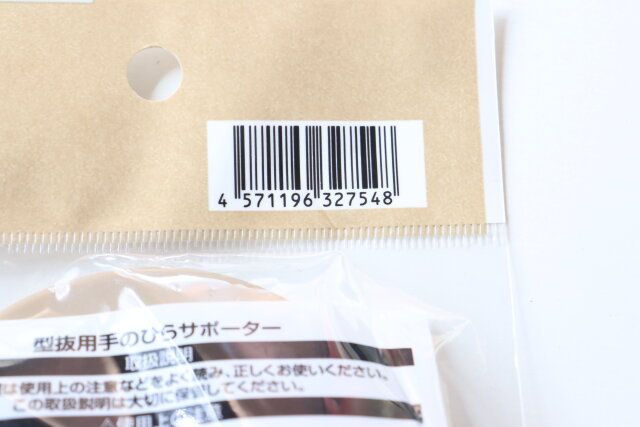 4 571196 327548
型抜用手のひらサポーター
取扱説明
は使用上の注意などをよく読み、正しくお使いください。
この取扱説明は大切に保管してください。